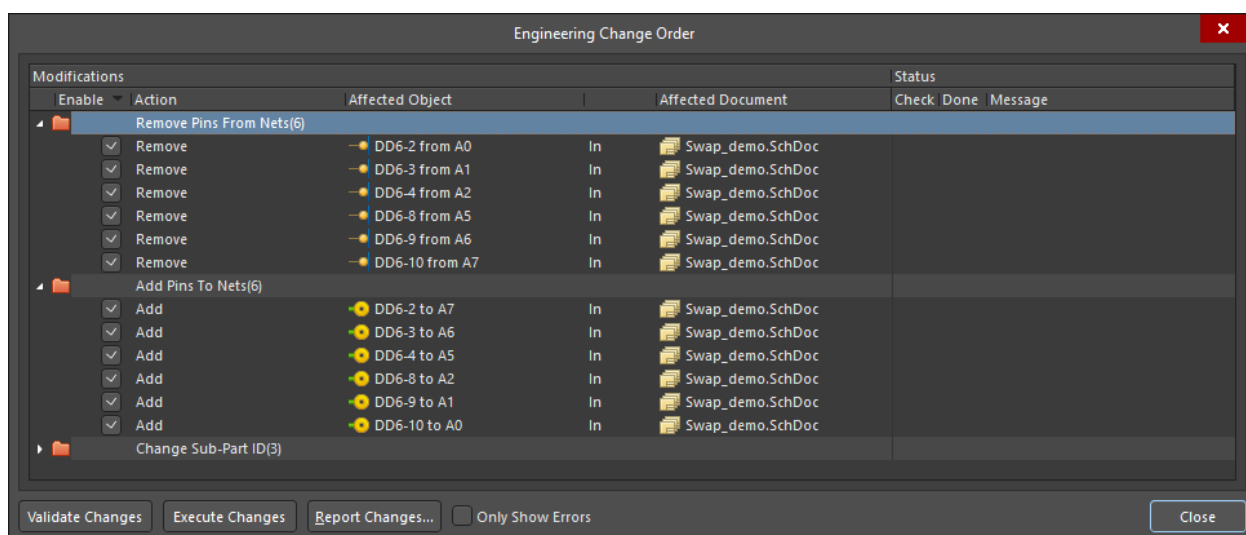 Engineering Change Order
Modifications Status
Enable Action Affected Object Affected Document Check Done Message
Remove Pins From Nets(6)
Remove DD6-2 from A0 In Swap_demo.SchDoc
Remove DD6-3 from A1 In Swap_demo.SchDoc
Remove DD6-4 from A2 In Swap_demo.SchDoc
Remove DD6-8 from A5 In Swap_demo.SchDoc
Remove DD6-9 from A6 In Swap_demo.SchDoc
Remove DD6-10 from A7 In Swap_demo.SchDoc
Add Pins To Nets(6)
Add DD6-2 to A7 In Swap_demo.SchDoc
Add DD6-3 to A6 In Swap_demo.SchDoc
Add DD6-4 to A5 In Swap_demo.SchDoc
Add DD6-8 to A2 In Swap_demo.SchDoc
Add DD6-9 to A1 In Swap_demo.SchDoc
Add DD6-10 to A0 In Swap_demo.SchDoc
Change Sub-Part ID(3)
Validate Changes Execute Changes Report Changes... Only Show Errors Close